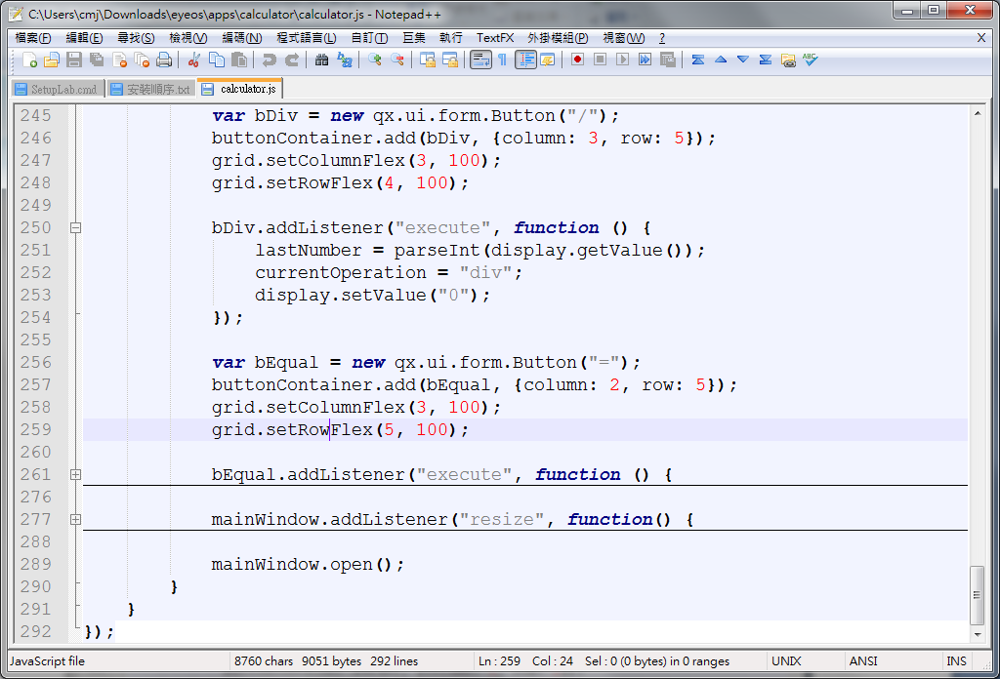 C:\Users\cmj\Downloads\eyeos\apps\calculator\calculator.js - Notepad++
檔案(F) 編輯(E) 尋找(S) 檢視(V) 編碼(N) 程式語言(L) 自訂(T) 巨集 執行 TextFX 外掛模組(P) 視窗(W) ? X
SetupLab.cmd 安裝順序.txt calculator.js
245 var bDiv = new qx.ui.form.Button("/");
246 buttonContainer.add(bDiv, {column: 3, row: 5});
247 grid.setColumnFlex(3, 100);
248 grid.setRowFlex(4, 100);
249
250 bDiv.addListener("execute", function () {
251 lastNumber = parseInt(display.getValue());
252 currentOperation = "div";
253 display.setValue("0");
254 });
255
256 var bEqual = new qx.ui.form.Button("=");
257 buttonContainer.add(bEqual, {column: 2, row: 5});
258 grid.setColumnFlex(3, 100);
259 grid.setRowFlex(5, 100);
260
261 bEqual.addListener("execute", function () {
276
277 mainWindow.addListener("resize", function() {
288
289 mainWindow.open();
290 }
291 }
292 });
JavaScript file 8760 chars 9051 bytes 292 lines Ln : 259 Col : 24 Sel : 0 (0 bytes) in 0 ranges UNIX ANSI INS